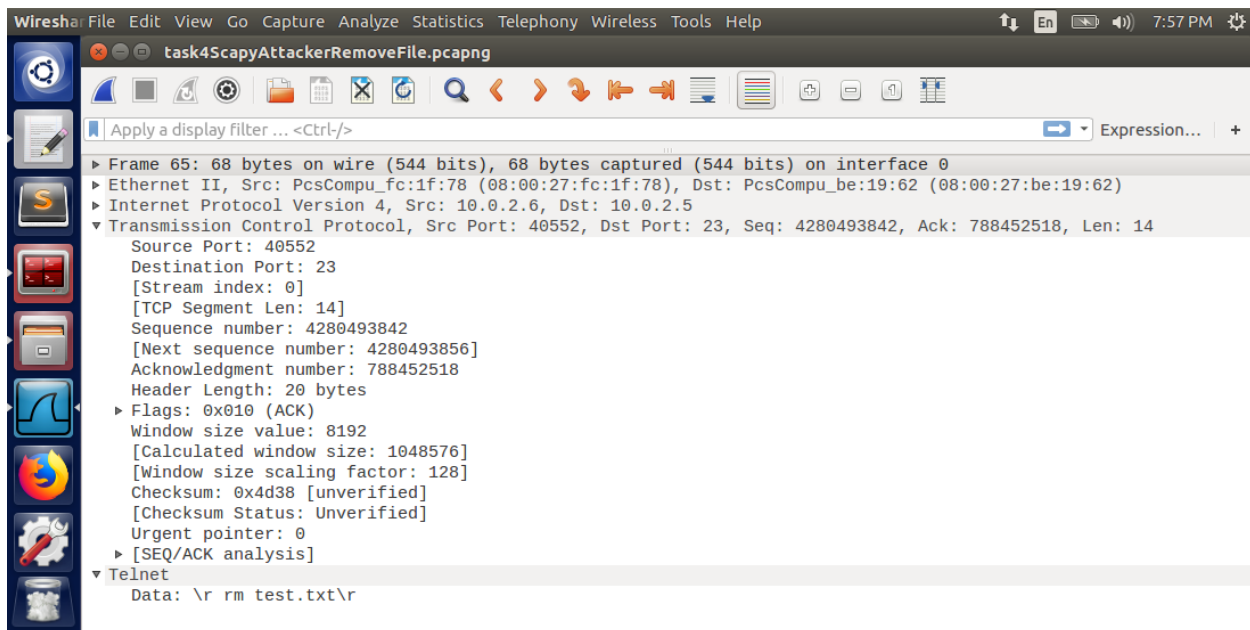 Wireshar File Edit View Go Capture Analyze Statistics Telephony Wireless Tools Help En 7:57 PM
task4ScapyAttackerRemoveFile.pcapng
Apply a display filter ... <Ctrl-/> Expression... +
Frame 65: 68 bytes on wire (544 bits), 68 bytes captured (544 bits) on interface 0
Ethernet II, Src: PcsCompu_fc:1f:78 (08:00:27:fc:1f:78), Dst: PcsCompu_be:19:62 (08:00:27:be:19:62)
Internet Protocol Version 4, Src: 10.0.2.6, Dst: 10.0.2.5
Transmission Control Protocol, Src Port: 40552, Dst Port: 23, Seq: 4280493842, Ack: 788452518, Len: 14
Source Port: 40552
Destination Port: 23
[Stream index: 0]
[TCP Segment Len: 14]
Sequence number: 4280493842
[Next sequence number: 4280493856]
Acknowledgment number: 788452518
Header Length: 20 bytes
Flags: 0x010 (ACK)
Window size value: 8192
[Calculated window size: 1048576]
[Window size scaling factor: 128]
Checksum: 0x4d38 [unverified]
[Checksum Status: Unverified]
Urgent pointer: 0
[SEQ/ACK analysis]
Telnet
Data: \r rm test.txt\r